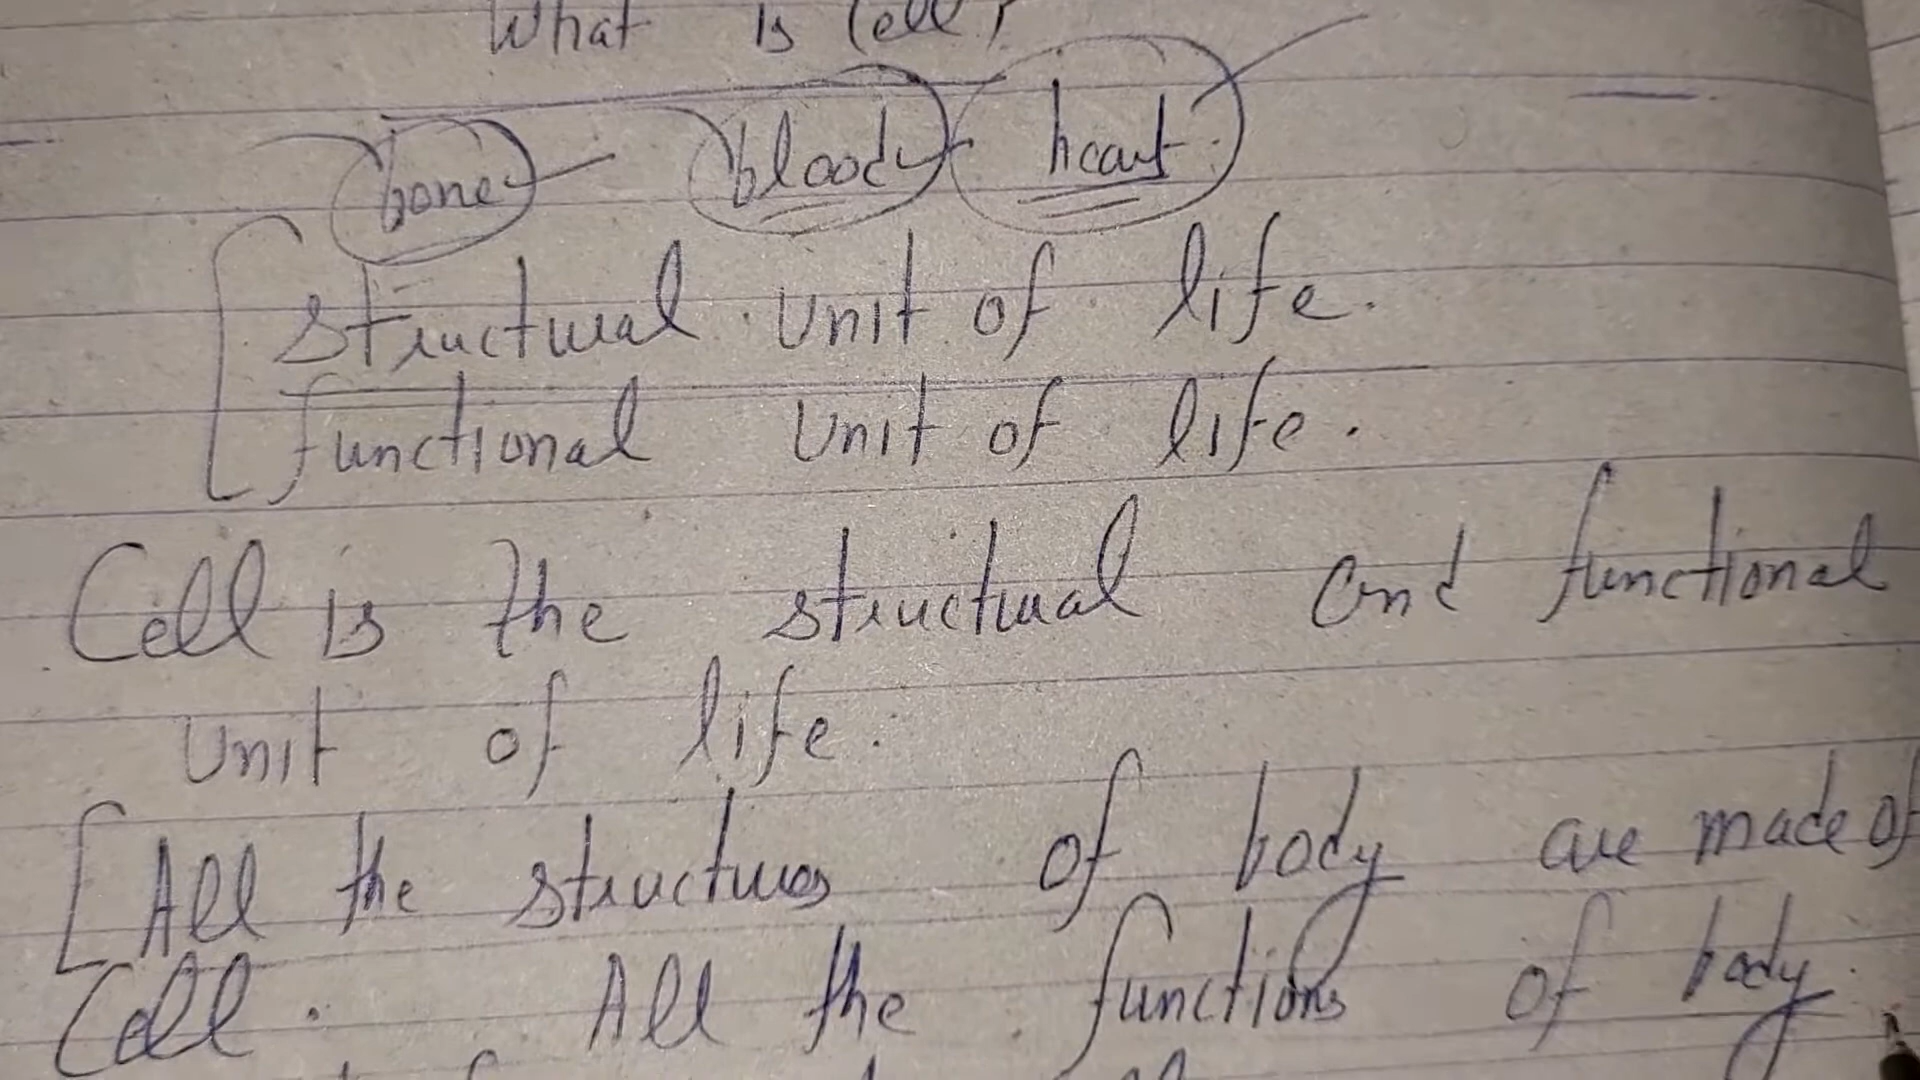 What is Cell?
bone blood heart.
structural unit of life.
functional unit of life.
Cell is the structural and functional
unit of life.
All the structures of body are made of
Cell. All the functions of body